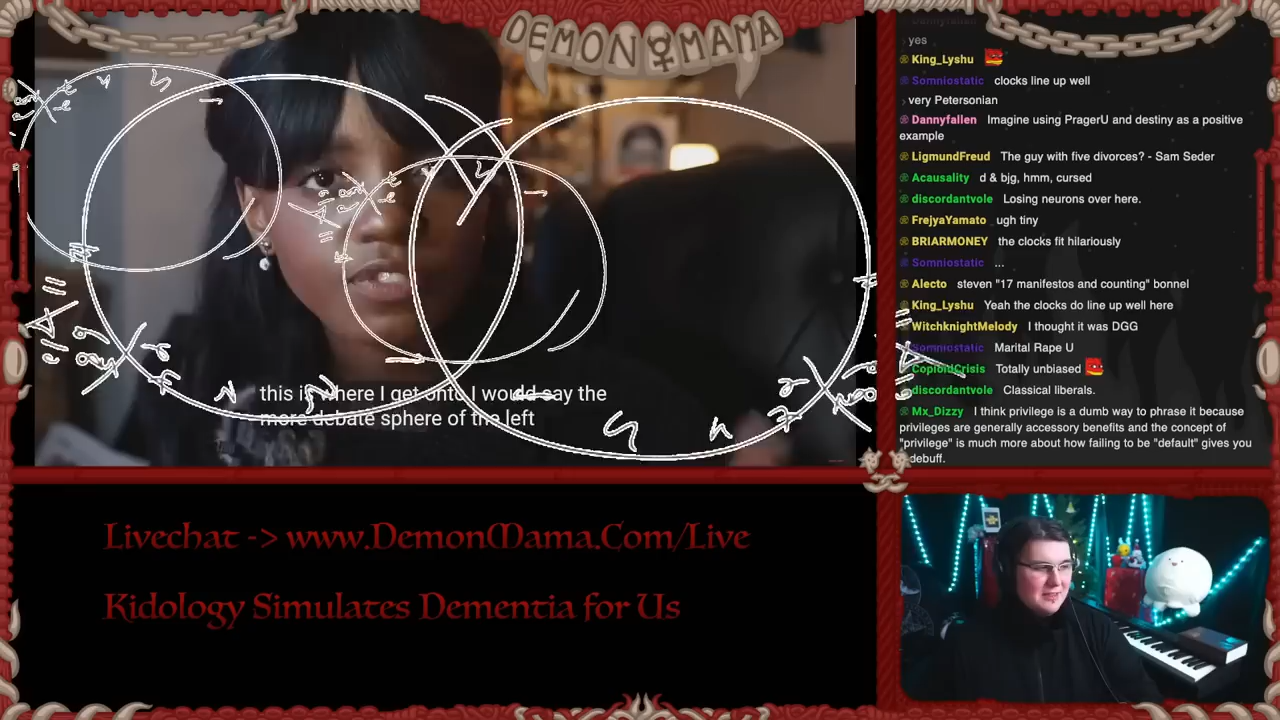 DEMON MAMA
Dannyfallen
yes
King_Lyshu
Somniostatic clocks line up well
very Petersonian
Dannyfallen Imagine using PragerU and destiny as a positive
example
LigmundFreud The guy with five divorces? - Sam Seder
Acausality d & bjg, hmm, cursed
discordantvole Losing neurons over here.
FrejyaYamato ugh tiny
BRIARMONEY the clocks fit hilariously
Somniostatic ...
Alecto steven "17 manifestos and counting" bonnel
King_Lyshu Yeah the clocks do line up well here
WitchknightMelody I thought it was DGG
Somniostatic Marital Rape U
CopioidCrisis Totally unbiased
discordantvole Classical liberals.
Mx_Dizzy I think privilege is a dumb way to phrase it because
privileges are generally accessory benefits and the concept of
"privilege" is much more about how failing to be "default" gives you
debuff.
this is where I get onto I would say the
more debate sphere of the left
Livechat -> www.DemonMama.Com/Live
Kidology Simulates Dementia for Us